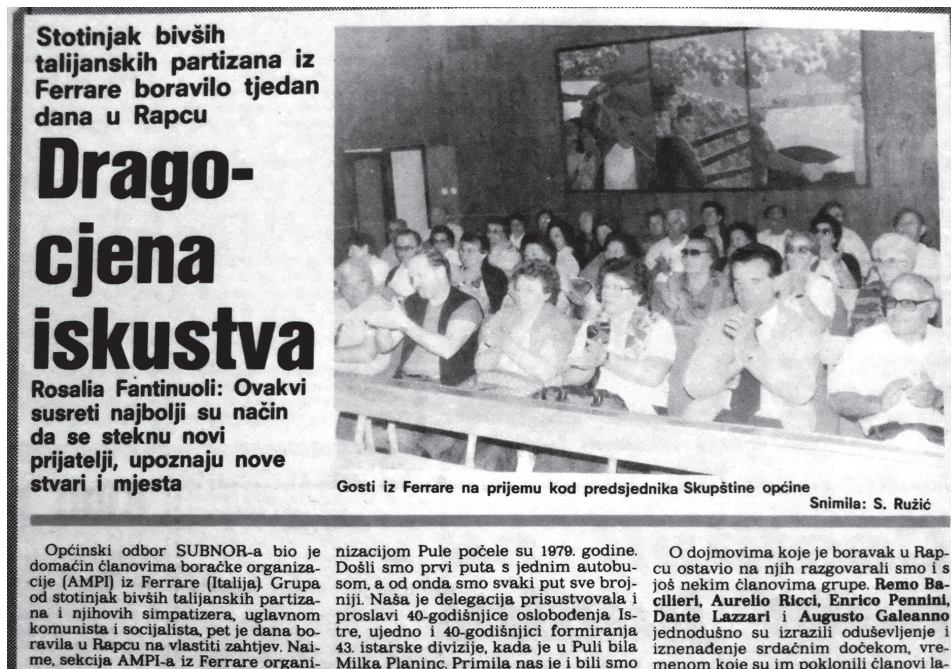 Stotinjak bivših
talijanskih partizana iz
Ferrare boravilo tjedan
dana u Rapcu
Drago-
cjena
iskustva
Rosalia Fantinuoli: Ovakvi
susreti najbolji su način
da se steknu novi
prijatelji, upoznaju nove
stvari i mjesta
Gosti iz Ferrare na prijemu kod predsjednika Skupštine općine
Snimila: S. Ružić
Općinski odbor SUBNOR-a bio je
domaćin članovima boračke organiza-
cije (AMPI) iz Ferrare (Italija). Grupa
od stotinjak bivših talijanskih partiza-
na i njihovih simpatizera, uglavnom
komunista i socijalista, pet je dana bo-
ravila u Rapcu na vlastiti zahtjev. Nai-
me, sekcija AMPI-a iz Ferrare organi-
nizacijom Pule počele su 1979. godine.
Došli smo prvi puta s jednim autobu-
som, a od onda smo svaki put sve broj-
niji. Naša je delegacija prisustvovala i
proslavi 40-godišnjice oslobođenja Is-
tre, ujedno i 40-godišnjici formiranja
43. istarske divizije, kada je u Puli bila
Milka Planinc. Primila nas je i bili smo
O dojmovima koje je boravak u Rap-
cu ostavio na njih razgovarali smo i s
još nekim članovima grupe. Remo Ba-
cilieri, Aurelio Ricci, Enrico Pennini,
Dante Lazzari i Augusto Galeanno
jednodušno su izrazili oduševljenje i
iznenađenje srdačnim dočekom, vre-
menom koje su im poklonili članovi b